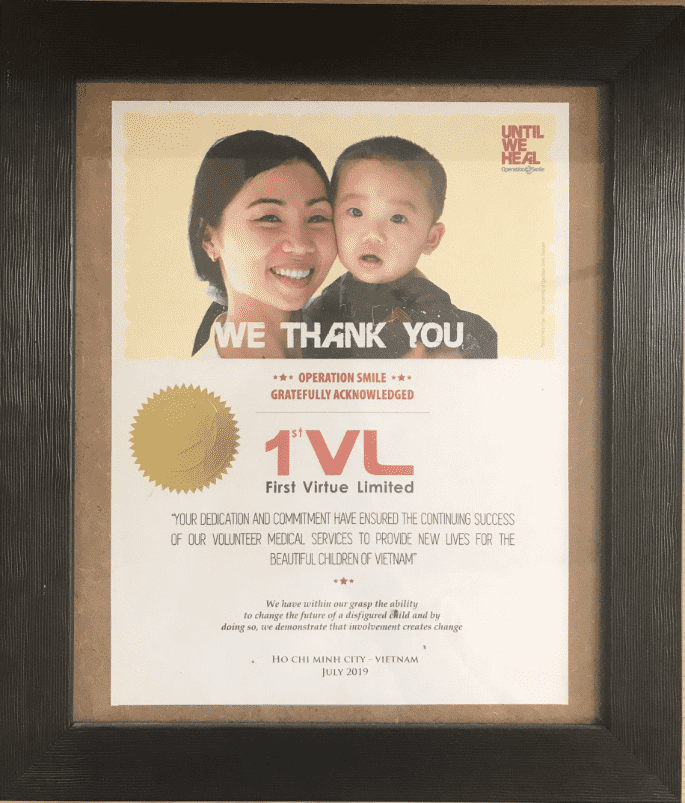 UNTIL
WE
HEAL
Operation Smile
WE THANK YOU
OPERATION SMILE
GRATEFULLY ACKNOWLEDGED
1st VL
First Virtue Limited
"YOUR DEDICATION AND COMMITMENT HAVE ENSURED THE CONTINUING SUCCESS
OF OUR VOLUNTEER MEDICAL SERVICES TO PROVIDE NEW LIVES FOR THE
BEAUTIFUL CHILDREN OF VIETNAM"
We have within our grasp the ability
to change the future of a disfigured child and by
doing so, we demonstrate that involvement creates change
HO CHI MINH CITY - VIETNAM
JULY 2019